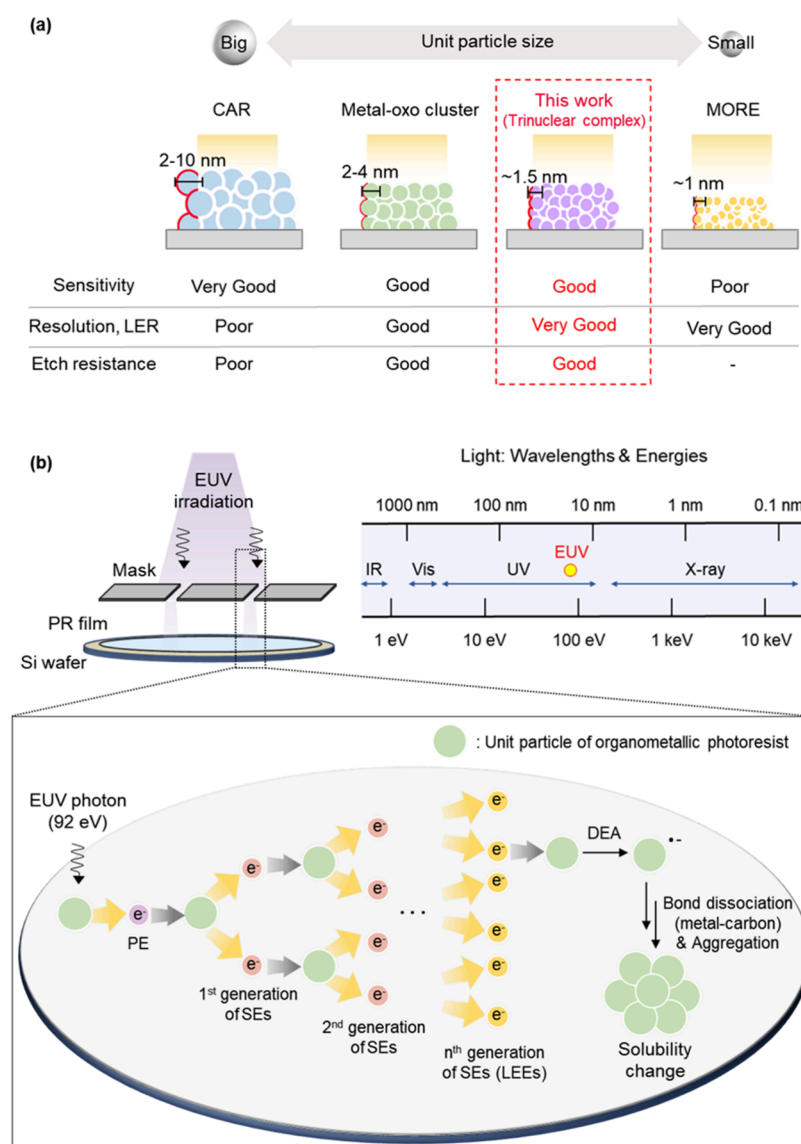 (a)
Big
Unit particle size
Small
CAR
Metal-oxo cluster
This work
(Trinuclear complex)
MORE
2-10 nm
2-4 nm
~1.5 nm
~1 nm
Sensitivity Very Good Good Good Poor
Resolution, LER Poor Good Very Good Very Good
Etch resistance Poor Good Good -
(b)
EUV
irradiation
Mask
PR film
Si wafer
Light: Wavelengths & Energies
1000 nm 100 nm 10 nm 1 nm 0.1 nm
EUV
IR Vis UV X-ray
1 eV 10 eV 100 eV 1 keV 10 keV
: Unit particle of organometallic photoresist
EUV photon
(92 eV)
e-
PE
e-
e-
1st generation
of SEs
e-
e-
e-
e-
2nd generation
of SEs
...
e-
e-
e-
e-
e-
nth generation
of SEs (LEEs)
DEA
•-
Bond dissociation
(metal-carbon)
& Aggregation
Solubility
change